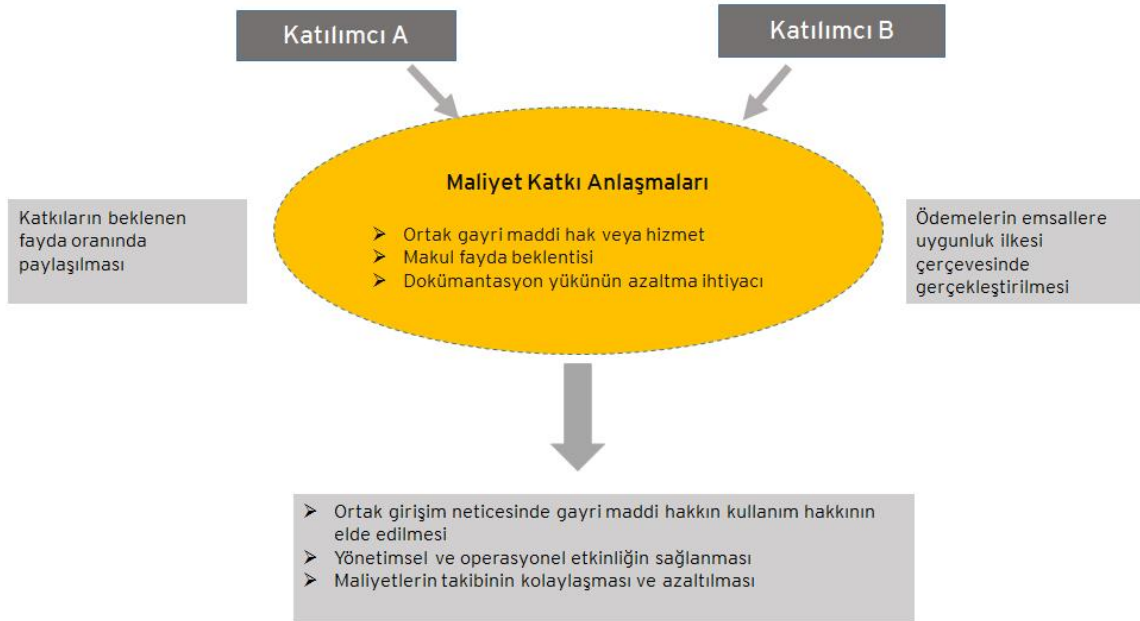 Katılımcı A
Katılımcı B
Maliyet Katkı Anlaşmaları
➢ Ortak gayri maddi hak veya hizmet
➢ Makul fayda beklentisi
➢ Dokümantasyon yükünün azaltma ihtiyacı
Katkıların beklenen
fayda oranında
paylaşılması
Ödemelerin emsallere
uygunluk ilkesi
çerçevesinde
gerçekleştirilmesi
➢ Ortak girişim neticesinde gayri maddi hakkın kullanım hakkının
elde edilmesi
➢ Yönetimsel ve operasyonel etkinliğin sağlanması
➢ Maliyetlerin takibinin kolaylaşması ve azaltılması